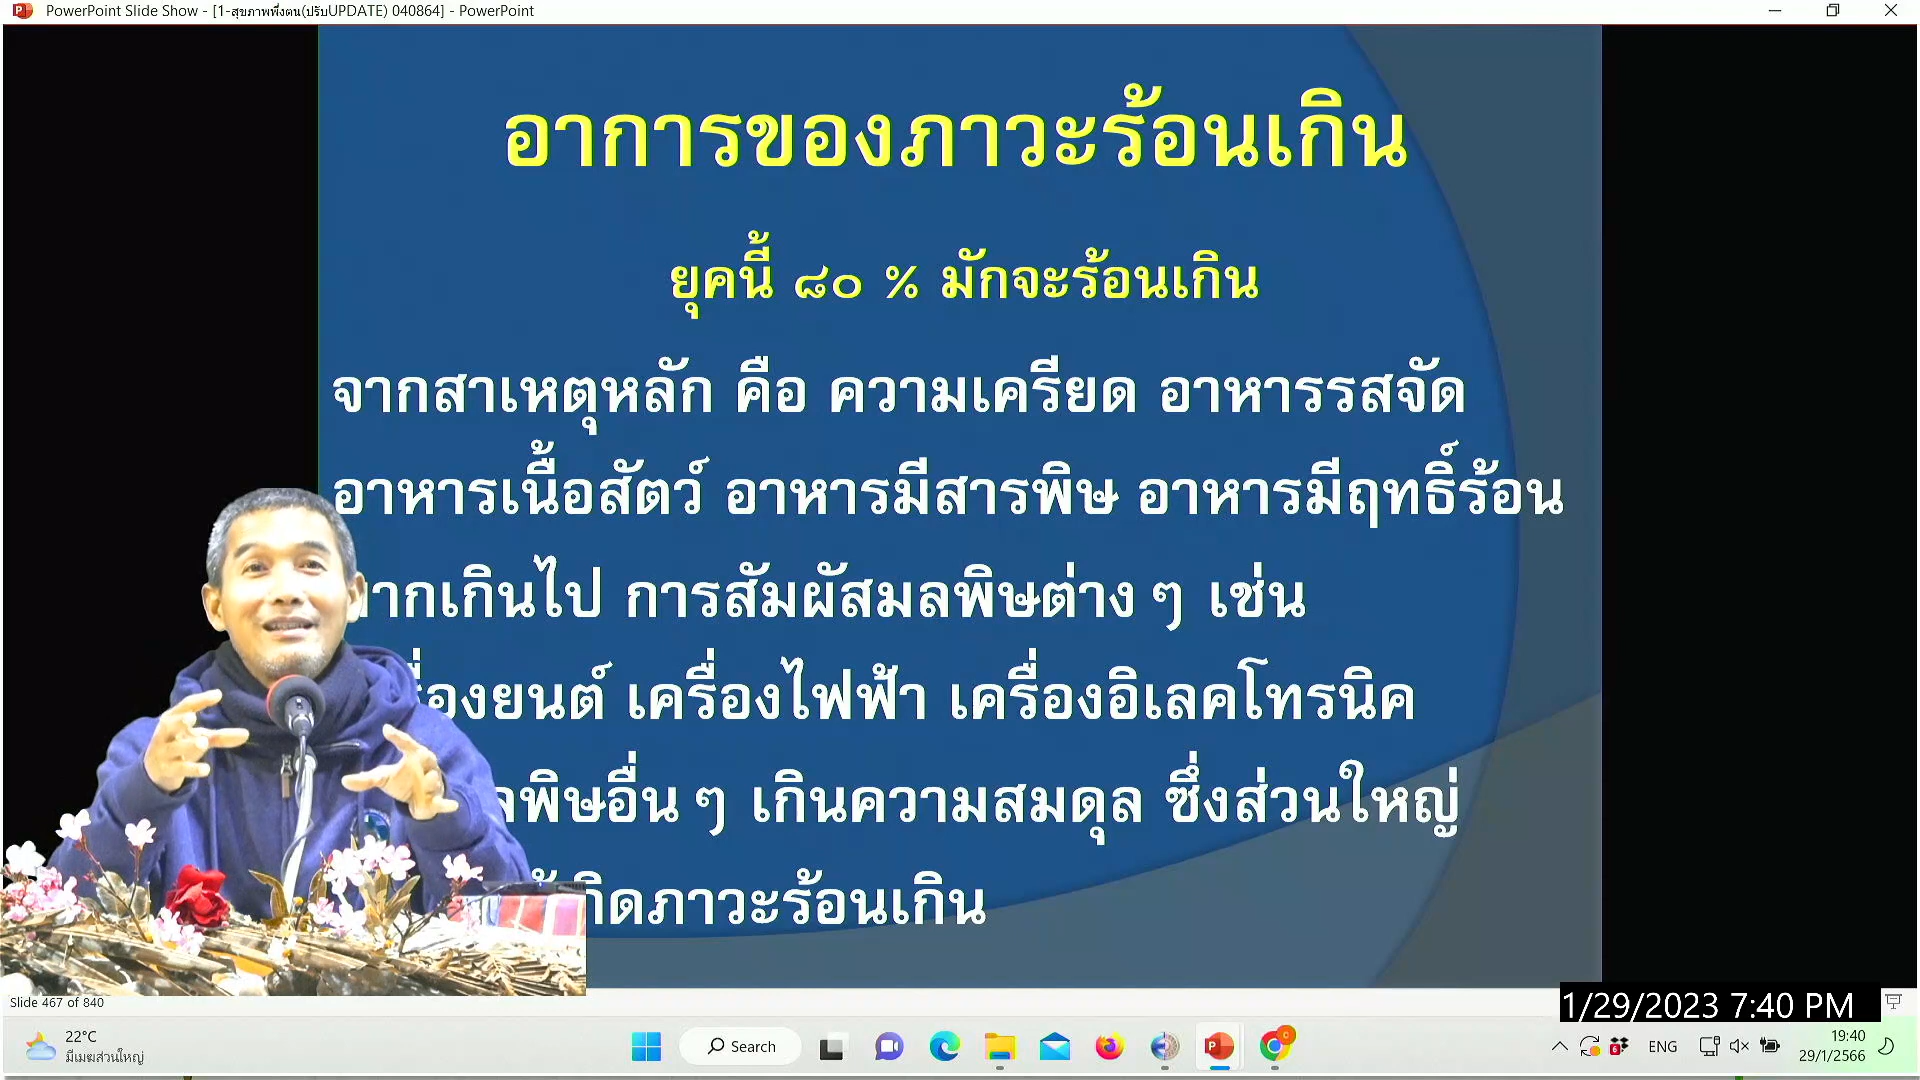 PowerPoint Slide Show - [1-สุขภาพพึ่งตน(ปรับUPDATE) 040864] - PowerPoint
อาการของภาวะร้อนเกิน
ยุคนี้ ๘๐ % มักจะร้อนเกิน
จากสาเหตุหลัก คือ ความเครียด อาหารรสจัด
อาหารเนื้อสัตว์ อาหารมีสารพิษ อาหารมีฤทธิ์ร้อน
มากเกินไป การสัมผัสมลพิษต่าง ๆ เช่น
เครื่องยนต์ เครื่องไฟฟ้า เครื่องอิเลคโทรนิค
อื่น ๆ เกินความสมดุล ซึ่งส่วนใหญ่
เกิดภาวะร้อนเกิน
Slide 467 of 840
1/29/2023 7:40 PM
22°C
มีเมฆส่วนใหญ่
Search
ENG
19:40
29/1/2566